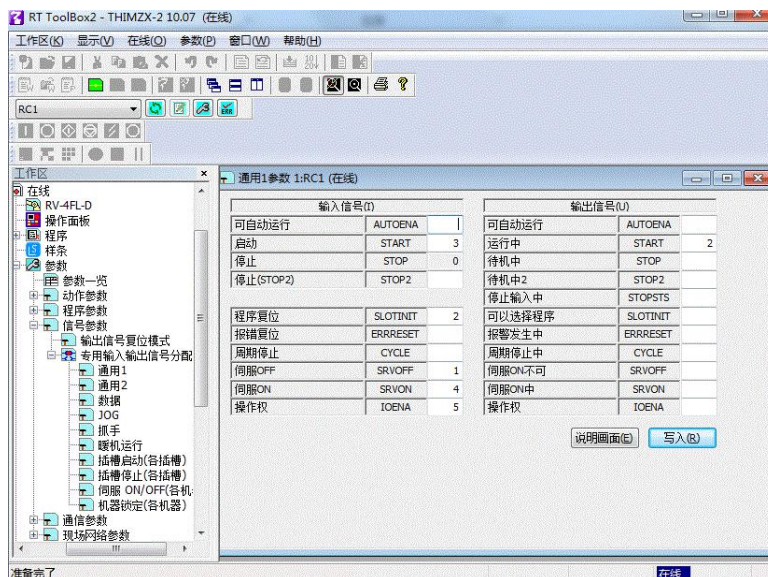 RT ToolBox2 - THIMZX-2 10.07 (在线)
工作区(K) 显示(V) 在线(O) 参数(P) 窗口(W) 帮助(H)
RC1
工作区
在线
RV-4FL-D
操作面板
程序
样条
参数
参数一览
动作参数
程序参数
信号参数
输出信号复位模式
专用输入输出信号分配
通用1
通用2
数据
JOG
抓手
暖机运行
插槽启动(各插槽)
插槽停止(各插槽)
伺服 ON/OFF(各机
机器锁定(各机器)
通信参数
现场网络参数
通用1参数 1:RC1 (在线)
输入信号(I)
可自动运行 AUTOENA
启动 START 3
停止 STOP 0
停止(STOP2) STOP2
程序复位 SLOTINIT 2
报错复位 ERRRESET
周期停止 CYCLE
伺服OFF SRVOFF 1
伺服ON SRVON 4
操作权 IOENA 5
输出信号(U)
可自动运行 AUTOENA
运行中 START 2
待机中 STOP
待机中2 STOP2
停止输入中 STOPSTS
可以选择程序 SLOTINIT
报警发生中 ERRRESET
周期停止中 CYCLE
伺服ON不可 SRVOFF
伺服ON中 SRVON
操作权 IOENA
说明画面(E) 写入(R)
准备完了 在线